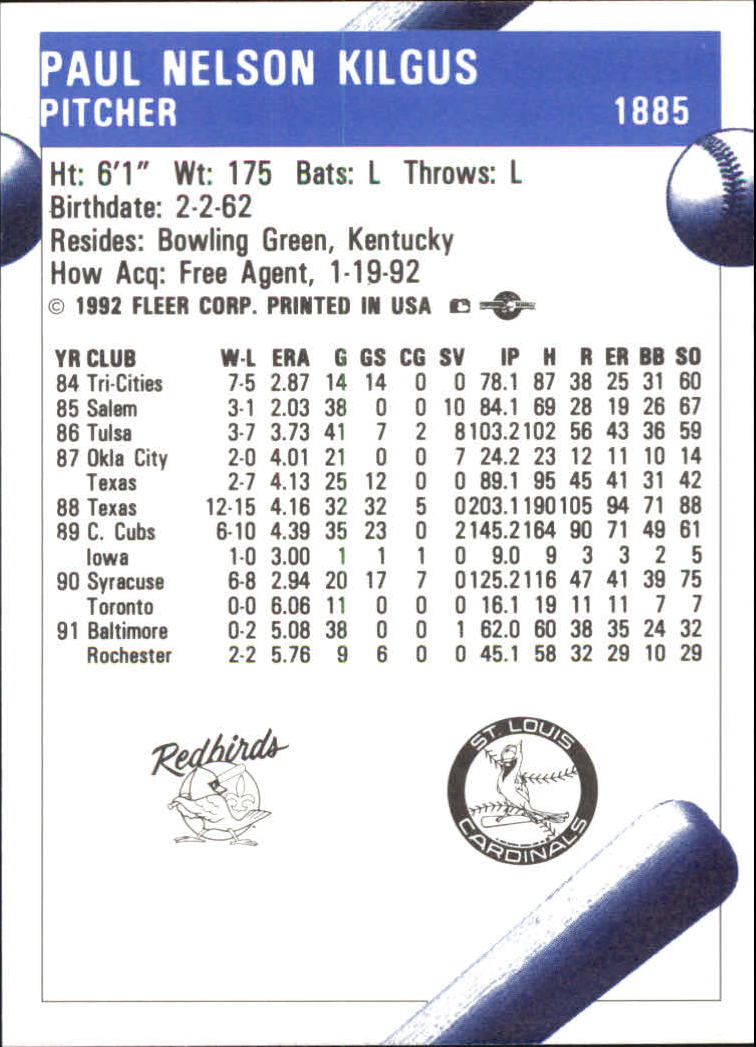 PAUL NELSON KILGUS
PITCHER 1885
Ht: 6'1" Wt: 175 Bats: L Throws: L
Birthdate: 2-2-62
Resides: Bowling Green, Kentucky
How Acq: Free Agent, 1-19-92
© 1992 FLEER CORP. PRINTED IN USA
YR CLUB W-L ERA G GS CG SV IP H R ER BB SO
84 Tri-Cities 7-5 2.87 14 14 0 0 78.1 87 38 25 31 60
85 Salem 3-1 2.03 38 0 0 10 84.1 69 28 19 26 67
86 Tulsa 3-7 3.73 41 7 2 8 103.2 102 56 43 36 59
87 Okla City 2-0 4.01 21 0 0 7 24.2 23 12 11 10 14
Texas 2-7 4.13 25 12 0 0 89.1 95 45 41 31 42
88 Texas 12-15 4.16 32 32 5 0 203.1 190 105 94 71 88
89 C. Cubs 6-10 4.39 35 23 0 2 145.2 164 90 71 49 61
Iowa 1-0 3.00 1 1 1 0 9.0 9 3 3 2 5
90 Syracuse 6-8 2.94 20 17 7 0 125.2 116 47 41 39 75
Toronto 0-0 6.06 11 0 0 0 16.1 19 11 11 7 7
91 Baltimore 0-2 5.08 38 0 0 1 62.0 60 38 35 24 32
Rochester 2-2 5.76 9 6 0 0 45.1 58 32 29 10 29
Redbirds
ST. LOUIS
CARDINALS